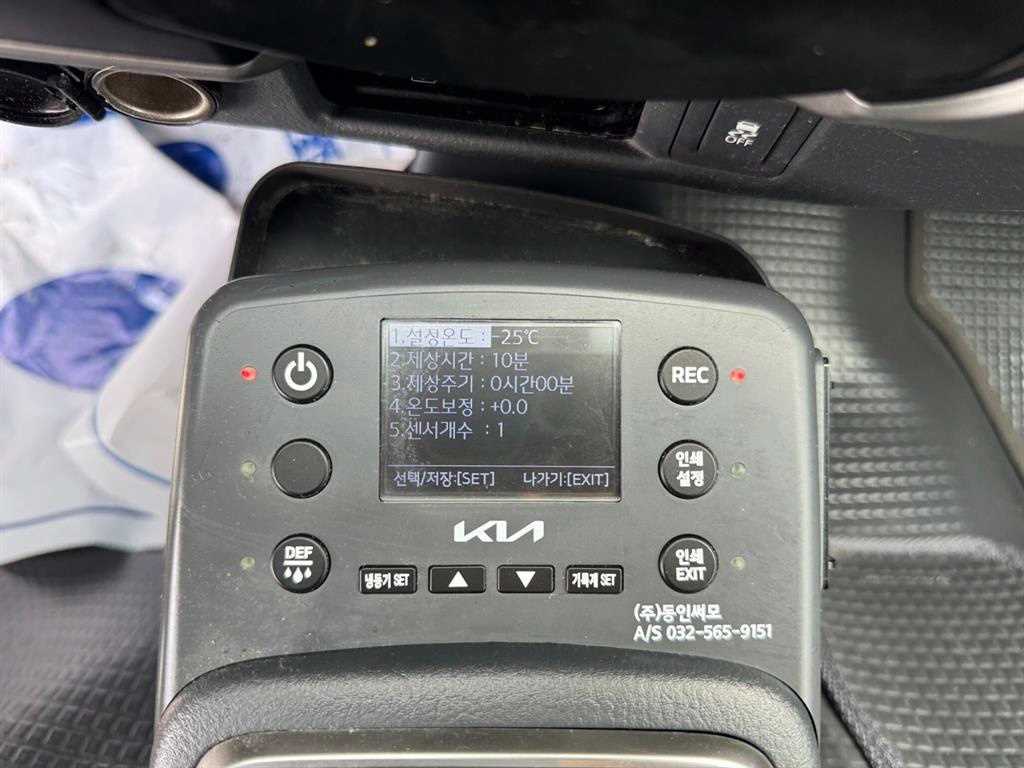 OFF
1.설정온도 : -25℃
2.제상시간 : 10분
3.제상주기 : 0시간00분
4.온도보정 : +0.0
5.센서개수 : 1
선택/저장:[SET] 나가기:[EXIT]
REC
인쇄
설정
KIA
DEF
냉동기 SET
▲
▼
기록계 SET
인쇄
EXIT
(주)동인써모
A/S 032-565-9151